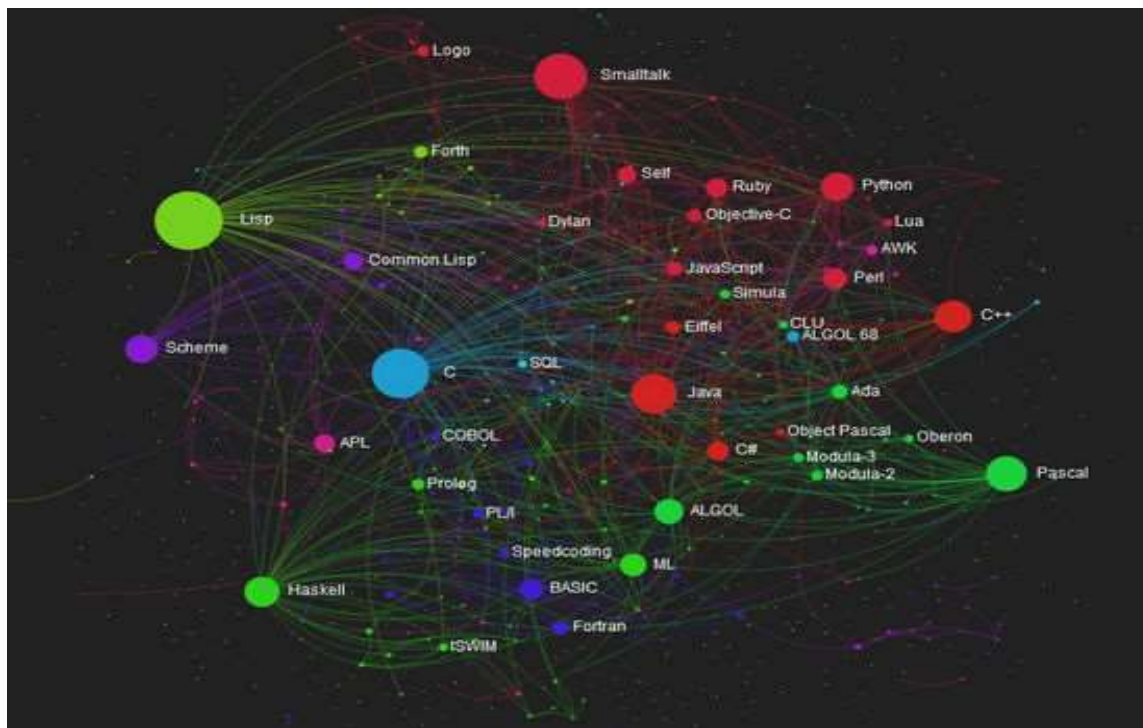 Logo
Smalltalk
Forth
Self
Ruby
Python
Lisp
Dylan
Objective-C
Lua
AWK
Common Lisp
JavaScript
Perl
Simula
C++
CLU
Eiffel
ALGOL 68
Scheme
SQL
C
Java
Ada
Object Pascal
Oberon
COBOL
APL
C#
Modula-3
Modula-2
Pascal
Prolog
PL/I
ALGOL
Speedcoding
ML
Haskell
BASIC
Fortran
ISWIM